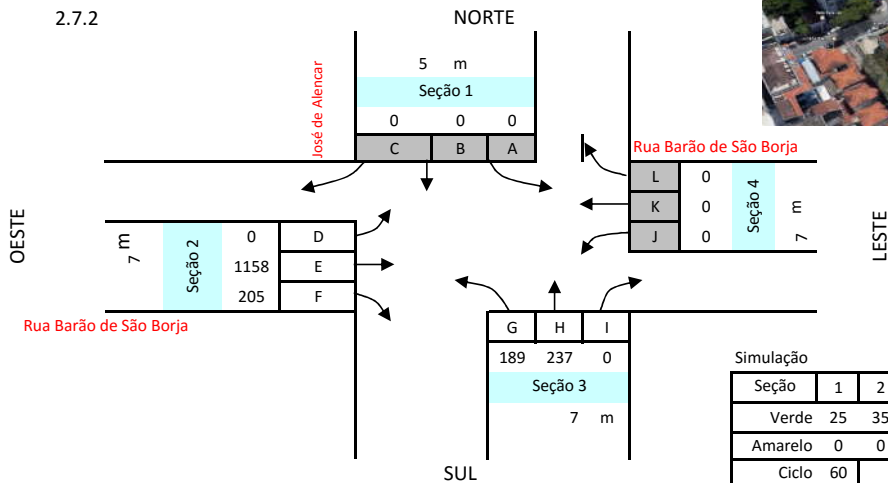 2.7.2
NORTE
José de Alencar
5 m
Seção 1
0 0 0
C B A
Rua Barão de São Borja
L 0
K 0
J 0
Seção 4
7 m
OESTE
LESTE
7 m
Seção 2
0 D
1158 E
205 F
Rua Barão de São Borja
G H I
189 237 0
Seção 3
7 m
SUL
Simulação
Seção 1 2
Verde 25 35
Amarelo 0 0
Ciclo 60